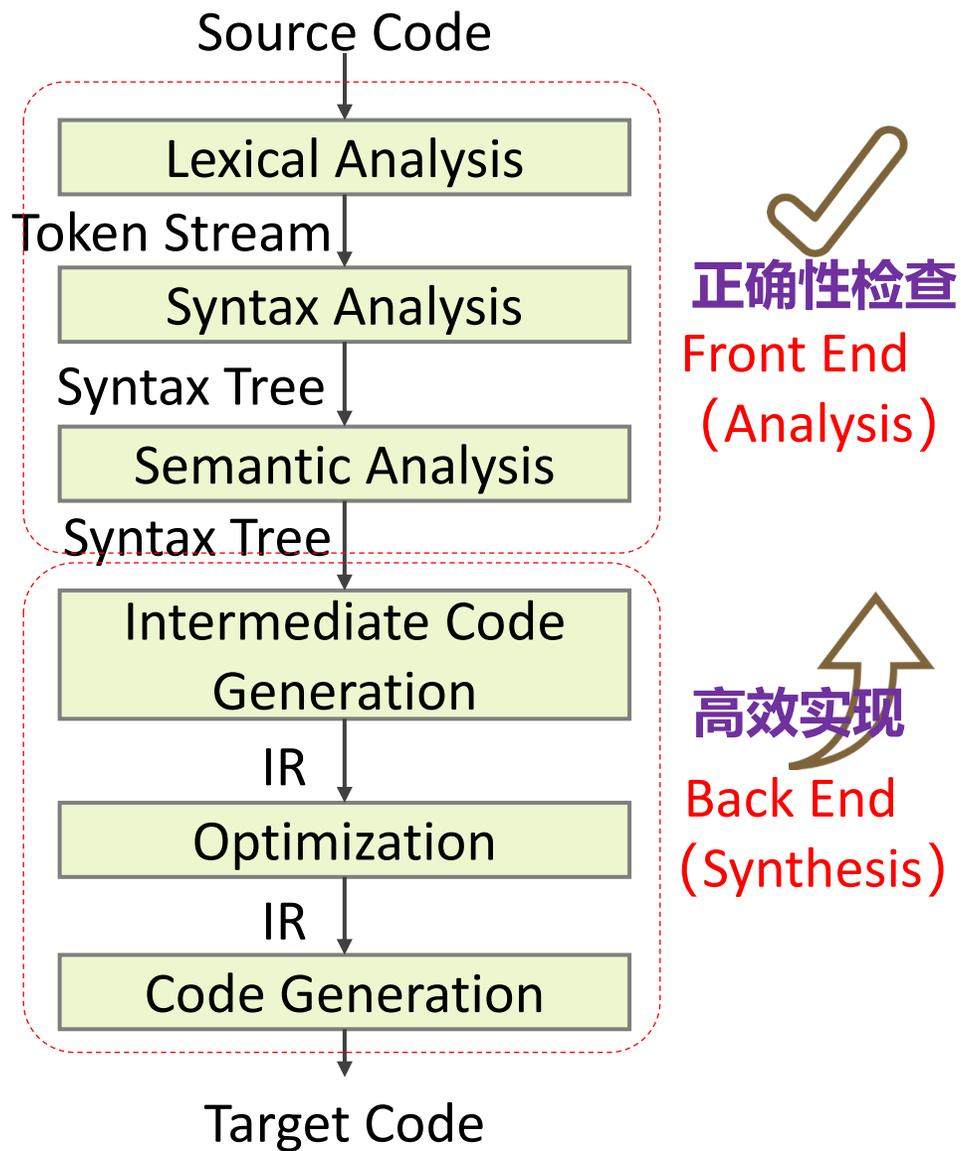 Source Code
Lexical Analysis
Token Stream
Syntax Analysis
Syntax Tree
Semantic Analysis
Syntax Tree
正确性检查
Front End
（Analysis）
Intermediate Code
Generation
IR
Optimization
IR
Code Generation
高效实现
Back End
（Synthesis）
Target Code